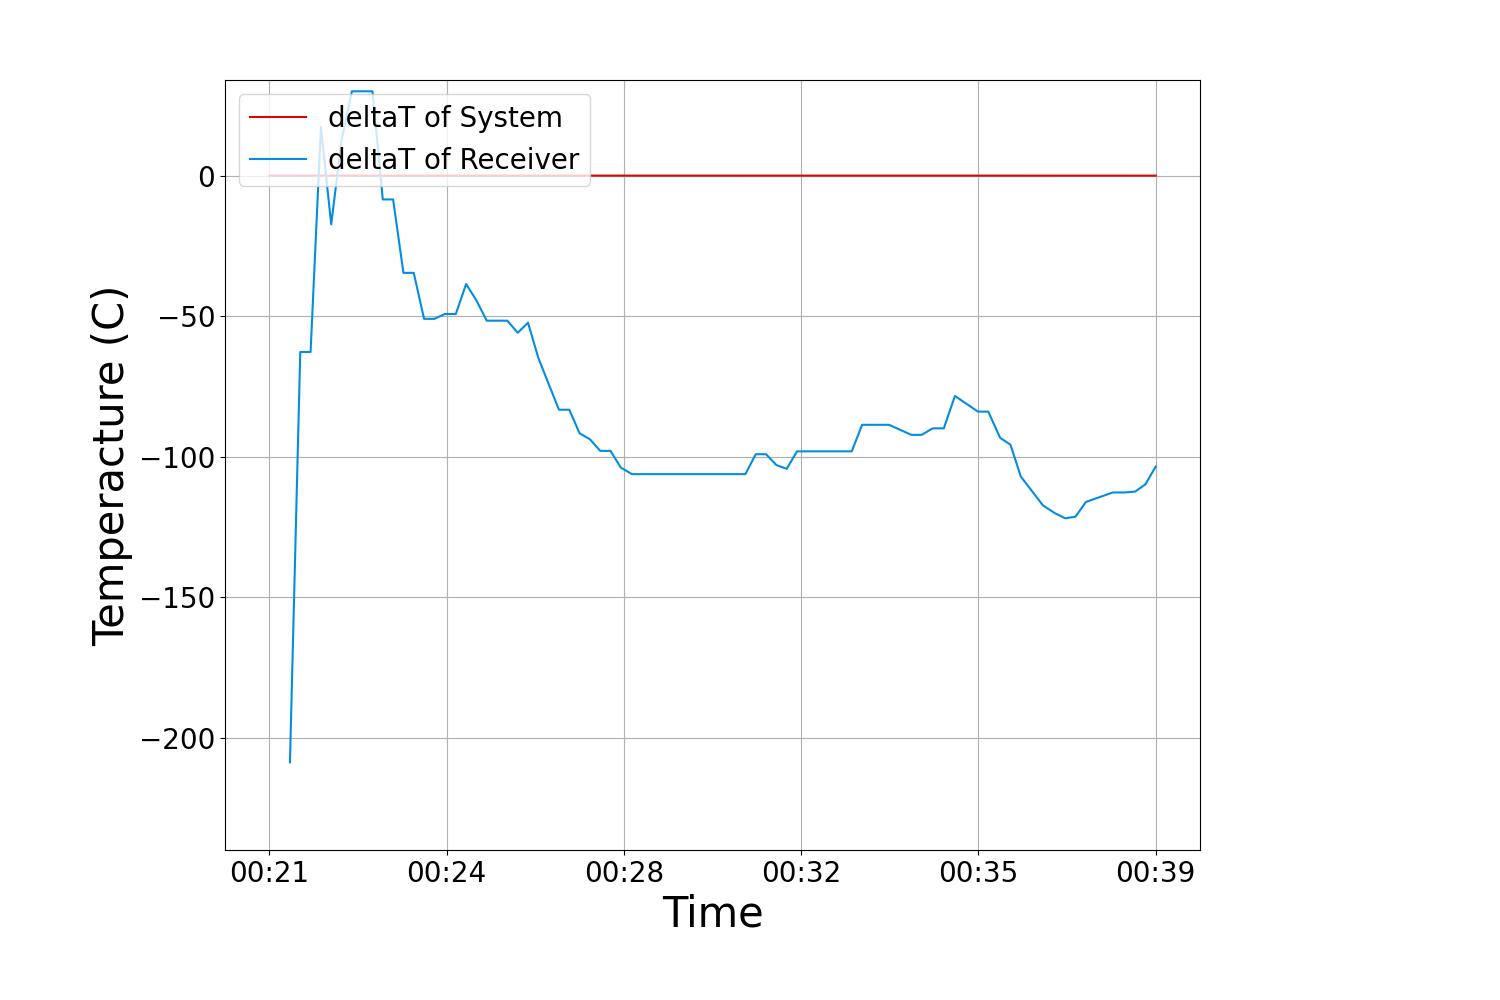 deltaT of System
deltaT of Receiver
0
−50
−100
−150
−200
Temperacture (C)
00:21 00:24 00:28 00:32 00:35 00:39
Time